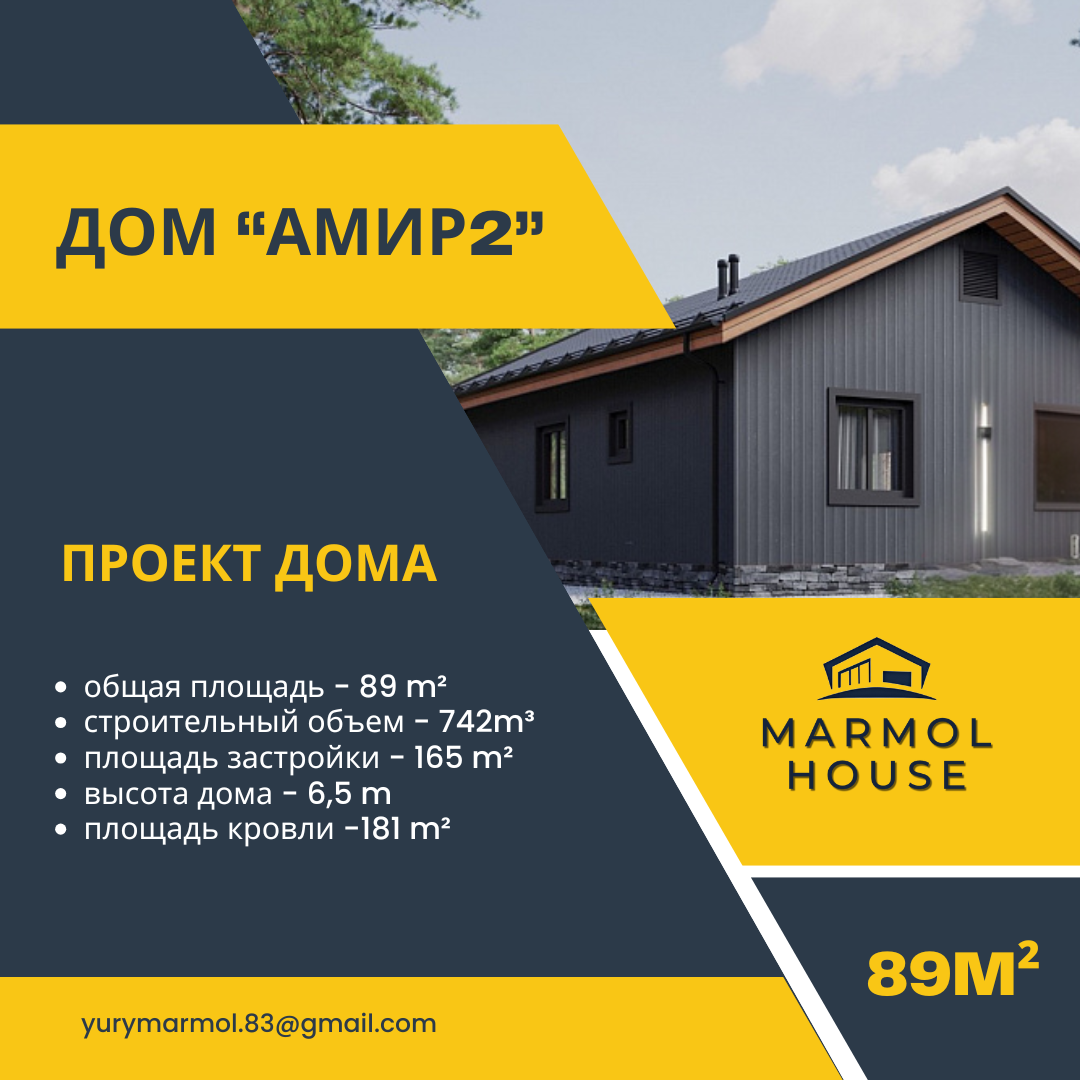 ДОМ “АМИР2”
ПРОЕКТ ДОМА
• общая площадь - 89 m²
• строительный объем - 742m³
• площадь застройки - 165 m²
• высота дома - 6,5 m
• площадь кровли -181 m²
MARMOL
HOUSE
89М²
yurymarmol.83@gmail.com